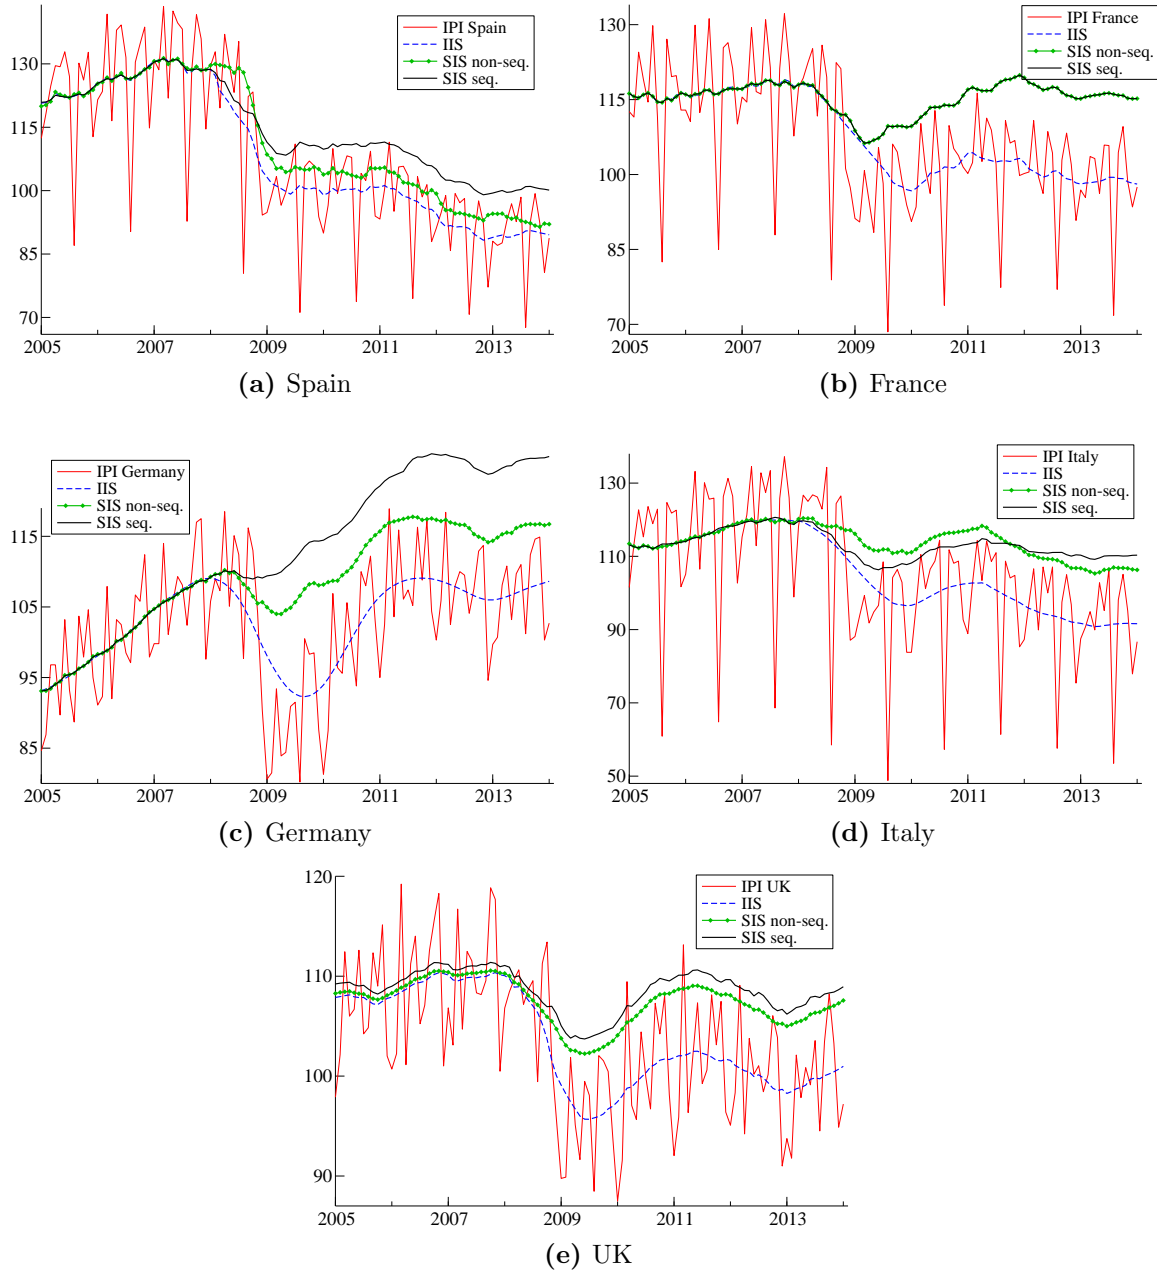 IPI Spain
IIS
SIS non-seq.
SIS seq.
130
115
100
85
70
2005 2007 2009 2011 2013
(a) Spain
IPI France
IIS
SIS non-seq.
SIS seq.
130
115
100
85
70
2005 2007 2009 2011 2013
(b) France
IPI Germany
IIS
SIS non-seq.
SIS seq.
115
105
95
85
2005 2007 2009 2011 2013
(c) Germany
IPI Italy
IIS
SIS non-seq.
SIS seq.
130
110
90
70
50
2005 2007 2009 2011 2013
(d) Italy
IPI UK
IIS
SIS non-seq.
SIS seq.
120
110
100
90
2005 2007 2009 2011 2013
(e) UK